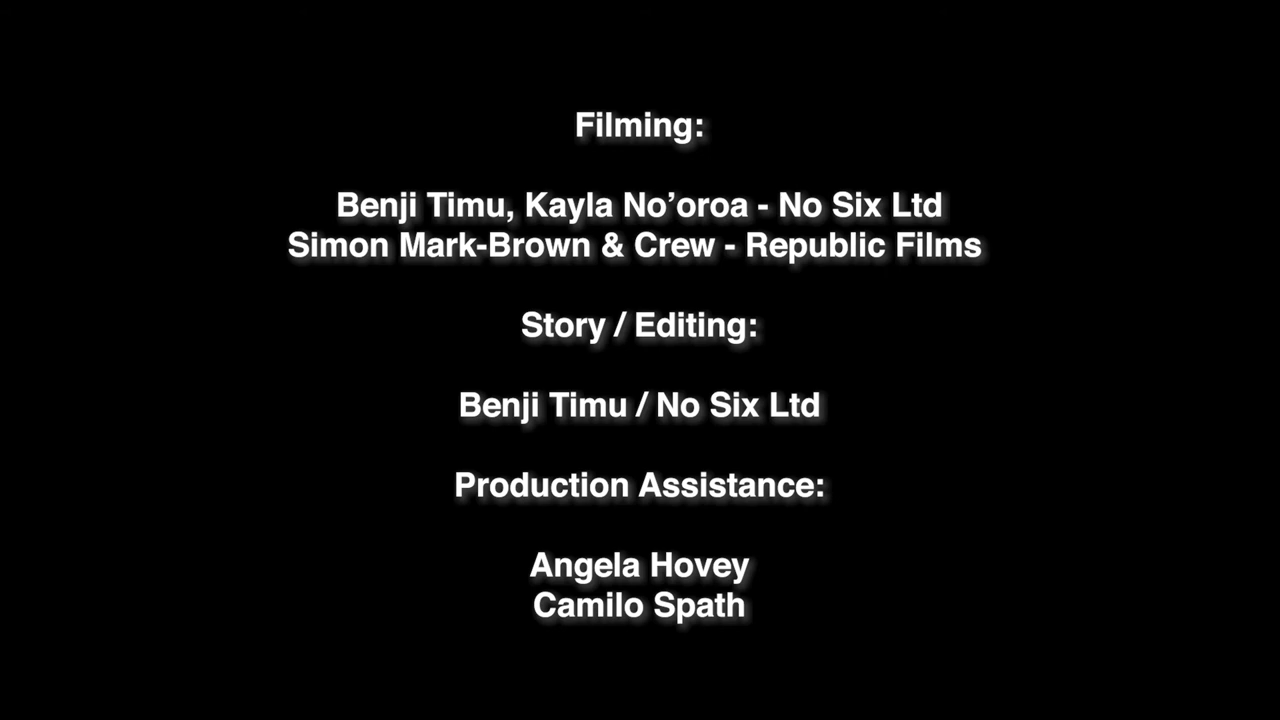 Filming:
Benji Timu, Kayla No’oroa - No Six Ltd
Simon Mark-Brown & Crew - Republic Films
Story / Editing:
Benji Timu / No Six Ltd
Production Assistance:
Angela Hovey
Camilo Spath